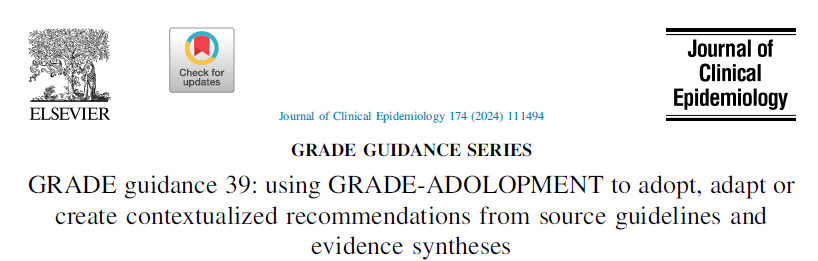 ELSEVIER
Check for
updates
Journal of Clinical Epidemiology 174 (2024) 111494
Journal of
Clinical
Epidemiology
GRADE GUIDANCE SERIES
GRADE guidance 39: using GRADE-ADOLOPMENT to adopt, adapt or
create contextualized recommendations from source guidelines and
evidence syntheses